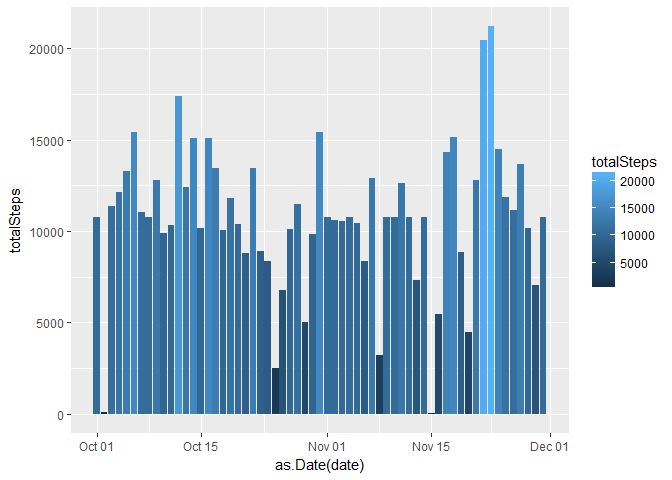 totalSteps
20000
15000
10000
5000
0
Oct 01
Oct 15
Nov 01
Nov 15
Dec 01
as.Date(date)
totalSteps
20000
15000
10000
5000